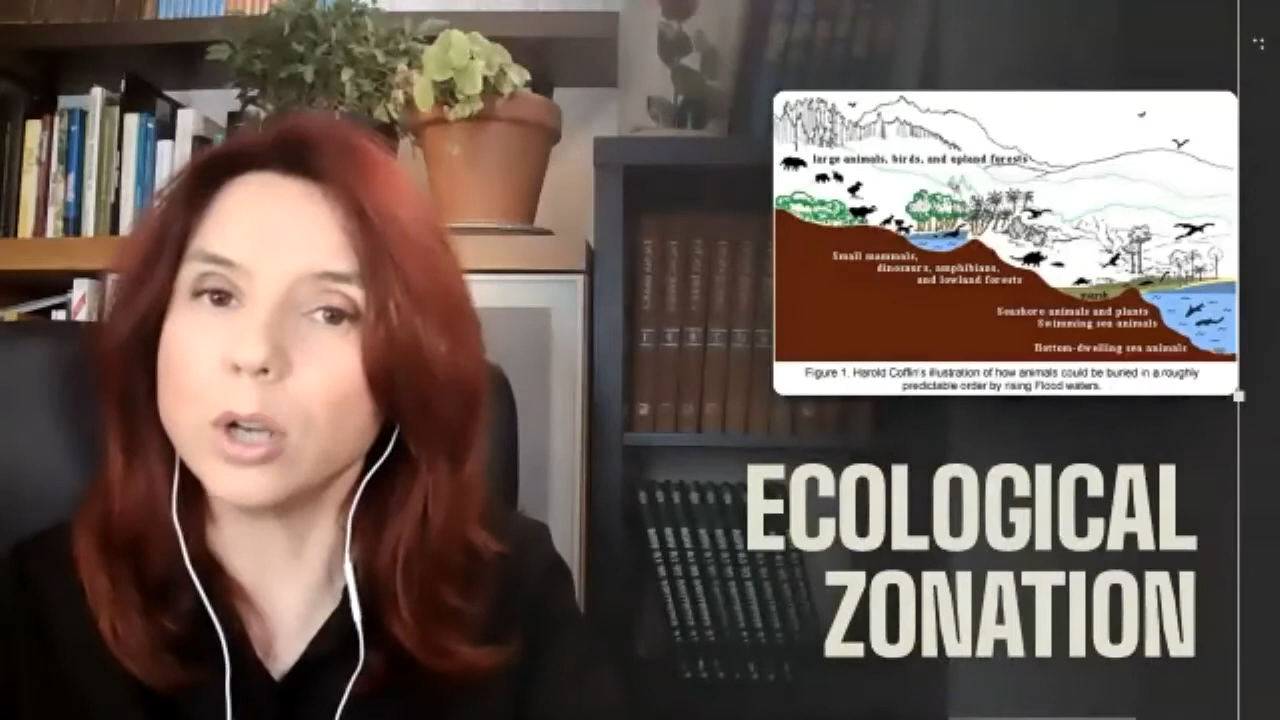 large animals, birds, and upland forests
Small mammals,
dinosaurs, amphibians,
and lowland forests
marsh
Seashore animals and plants
Swimming sea animals
Bottom-dwelling sea animals
Figure 1. Harold Coffin's illustration of how animals could be buried in a roughly
predictable order by rising Flood waters.
ECOLOGICAL
ZONATION